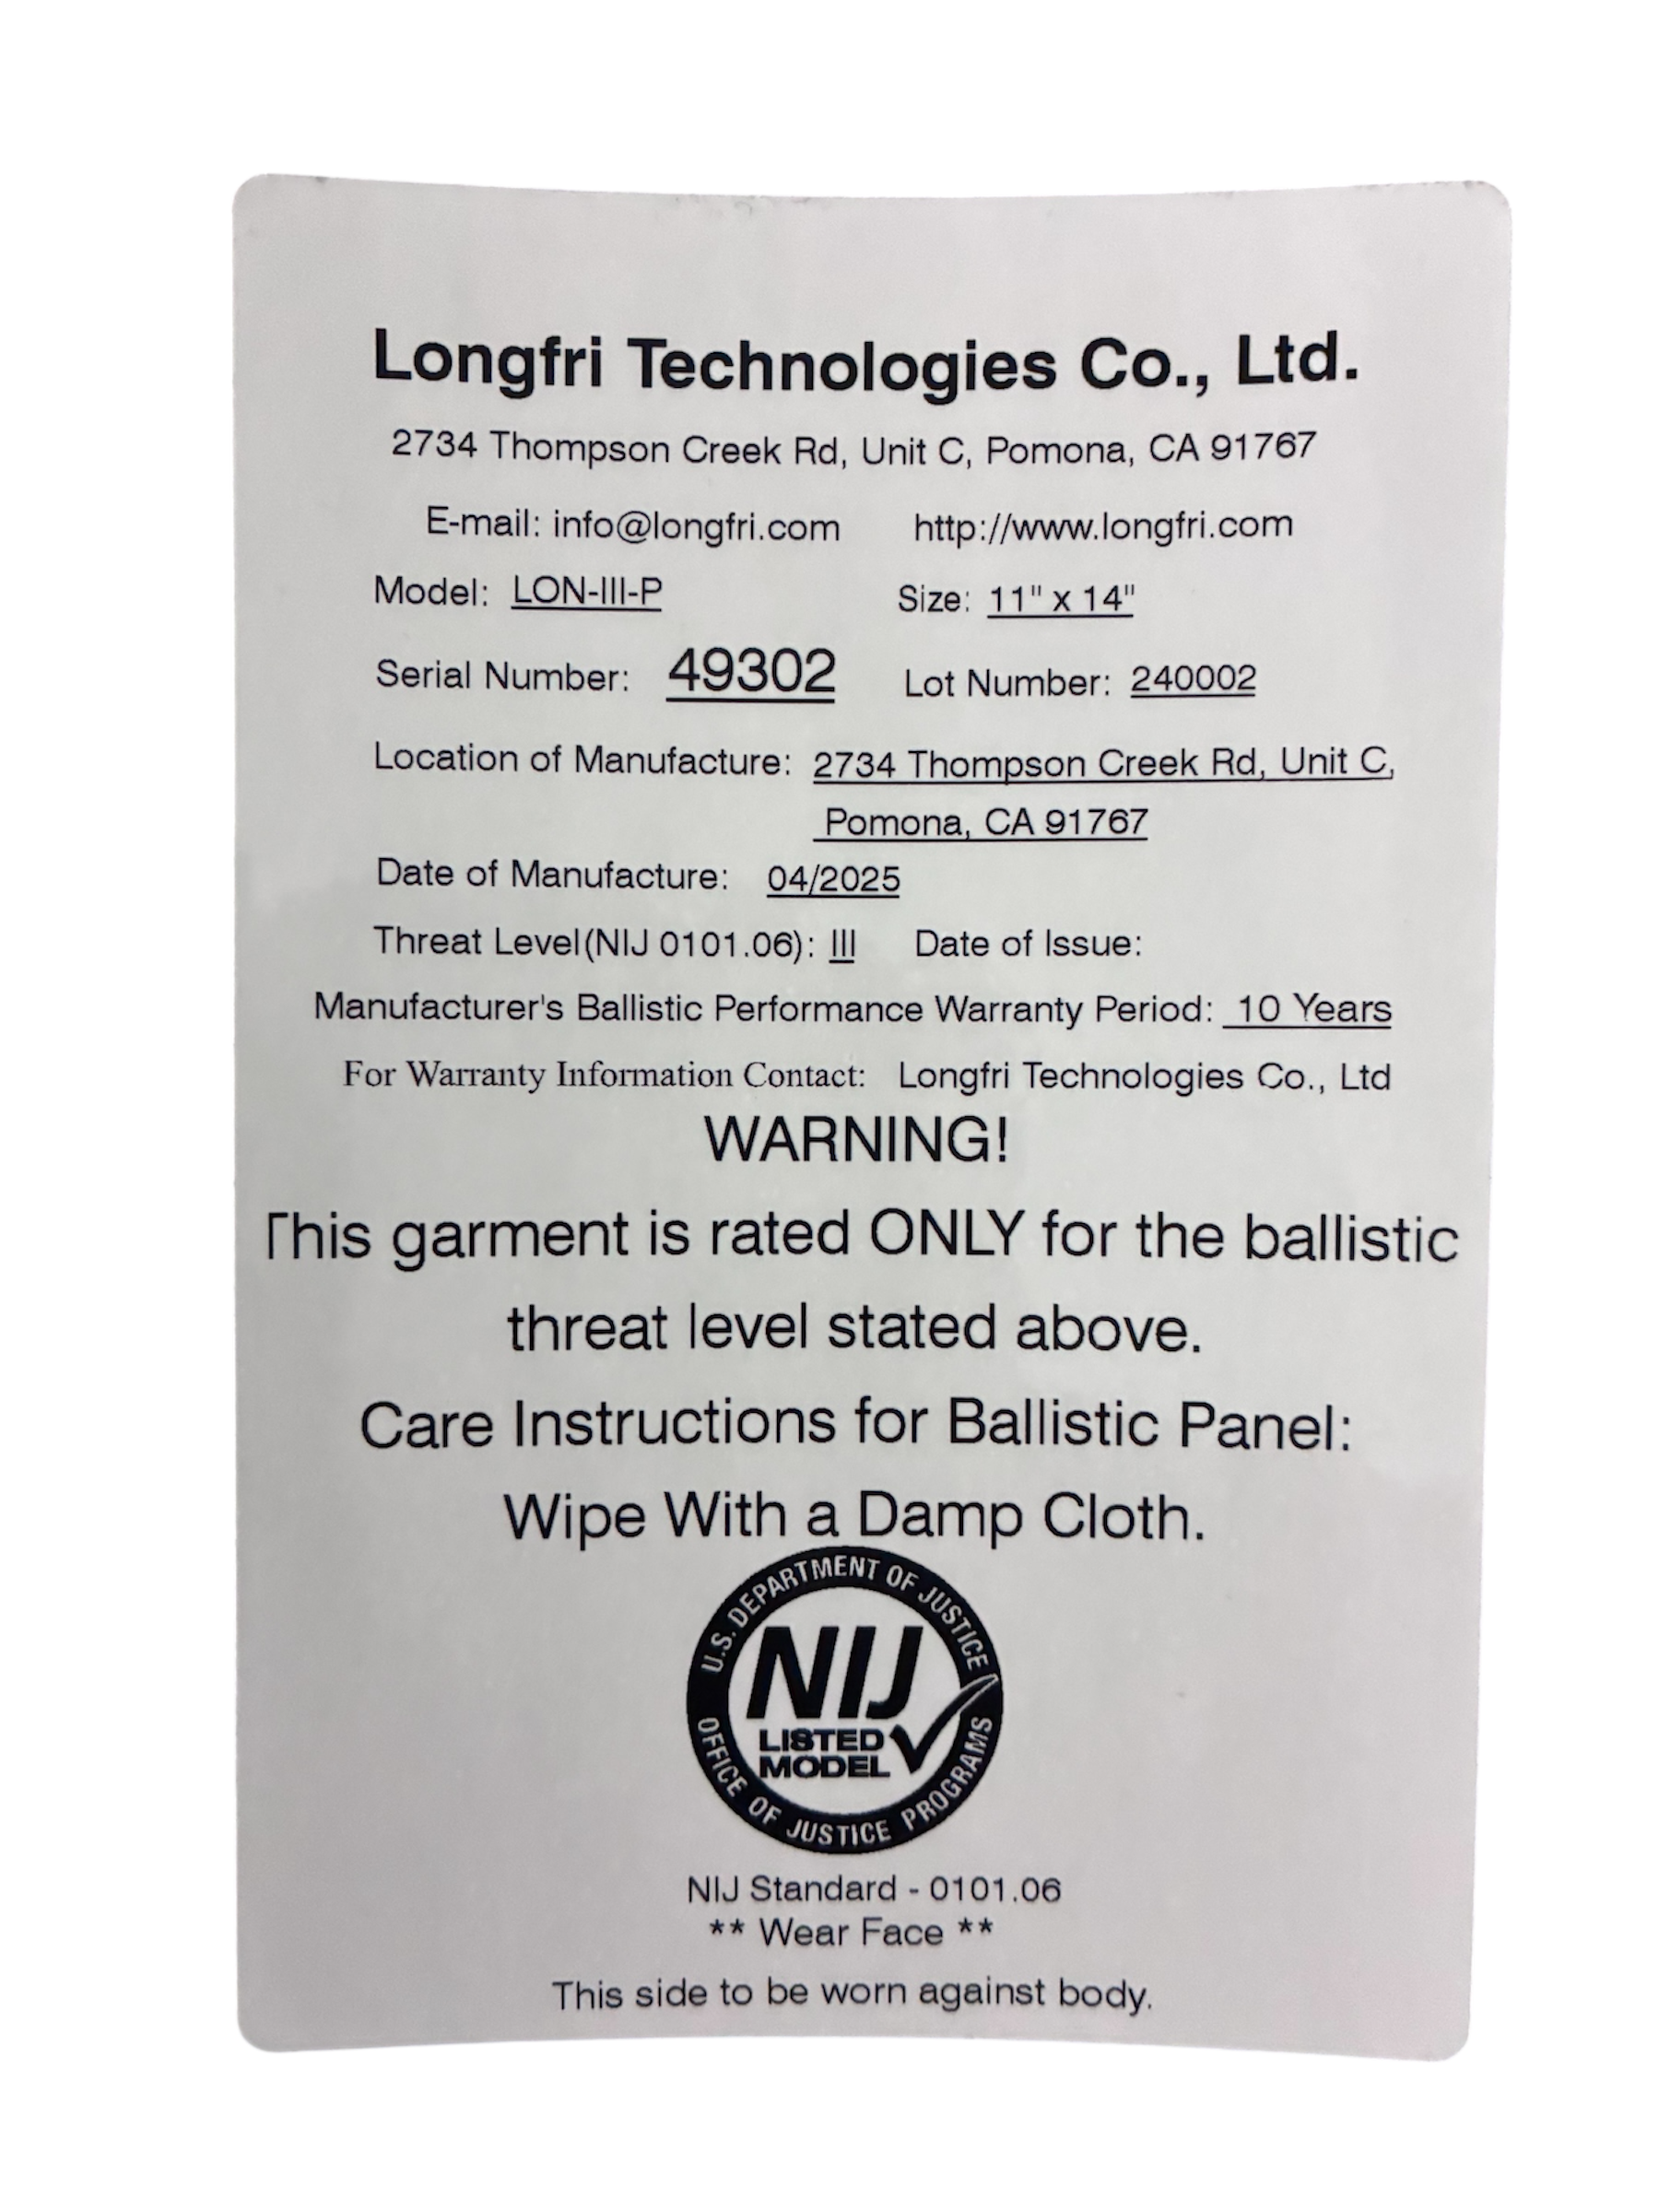 Longfri Technologies Co., Ltd.
2734 Thompson Creek Rd, Unit C, Pomona, CA 91767
E-mail: info@longfri.com http://www.longfri.com
Model: LON-III-P Size: 11" x 14"
Serial Number: 49302 Lot Number: 240002
Location of Manufacture: 2734 Thompson Creek Rd, Unit C,
Pomona, CA 91767
Date of Manufacture: 04/2025
Threat Level(NIJ 0101.06): III Date of Issue:
Manufacturer's Ballistic Performance Warranty Period: 10 Years
For Warranty Information Contact: Longfri Technologies Co., Ltd
WARNING!
This garment is rated ONLY for the ballistic
threat level stated above.
Care Instructions for Ballistic Panel:
Wipe With a Damp Cloth.
U.S. DEPARTMENT OF JUSTICE
NIJ
LISTED
MODEL
OFFICE OF JUSTICE PROGRAMS
NIJ Standard - 0101.06
** Wear Face **
This side to be worn against body.